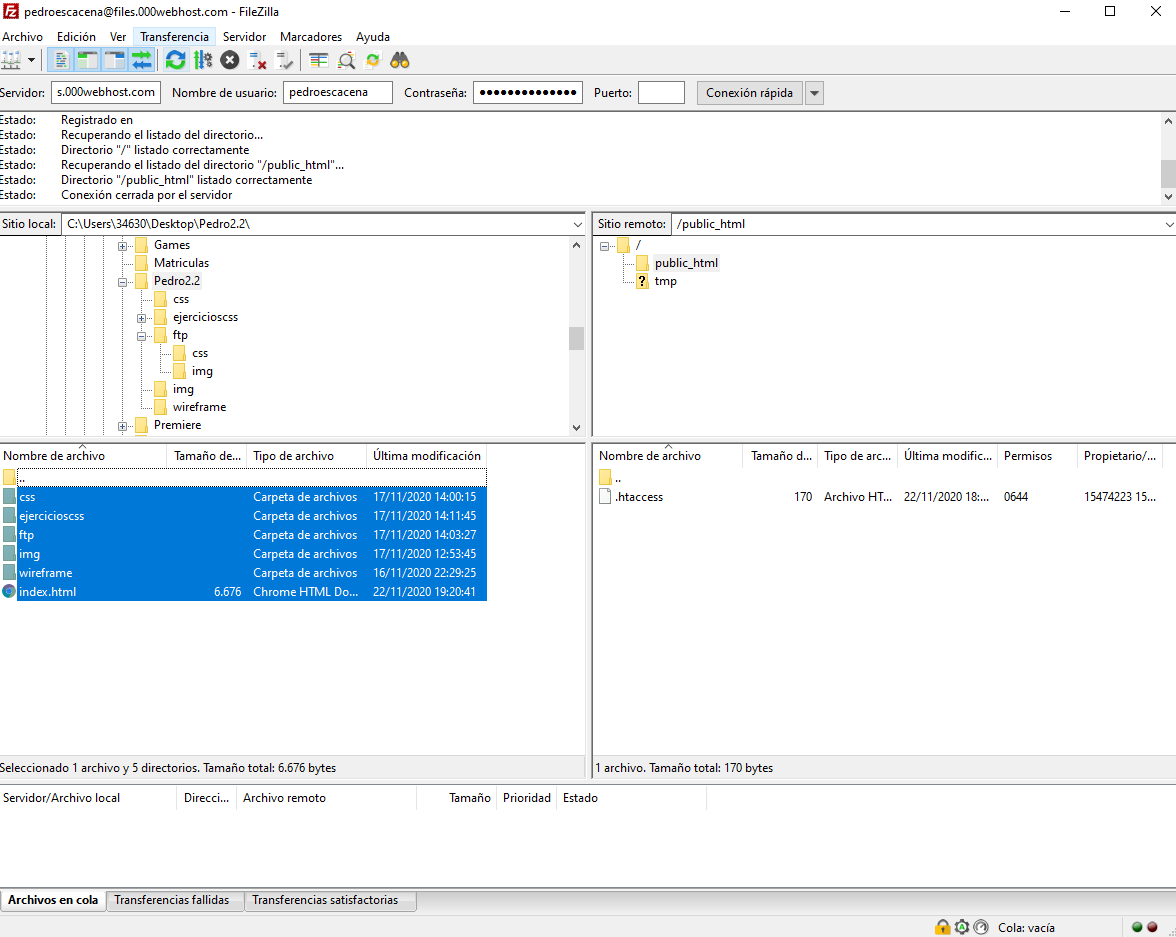 pedroescacena@files.000webhost.com - FileZilla
Archivo Edición Ver Transferencia Servidor Marcadores Ayuda
Servidor: s.000webhost.com Nombre de usuario: pedroescacena Contraseña: ●●●●●●●●●●●●●● Puerto: Conexión rápida
Estado: Registrado en
Estado: Recuperando el listado del directorio...
Estado: Directorio "/" listado correctamente
Estado: Recuperando el listado del directorio "/public_html"...
Estado: Directorio "/public_html" listado correctamente
Estado: Conexión cerrada por el servidor
Sitio local: C:\Users\34630\Desktop\Pedro2.2\
Games
Matriculas
Pedro2.2
css
ejercicioscss
ftp
css
img
img
wireframe
Premiere
Sitio remoto: /public_html
/
public_html
? tmp
Nombre de archivo Tamaño de... Tipo de archivo Última modificación
..
css Carpeta de archivos 17/11/2020 14:00:15
ejercicioscss Carpeta de archivos 17/11/2020 14:11:45
ftp Carpeta de archivos 17/11/2020 14:03:27
img Carpeta de archivos 17/11/2020 12:53:45
wireframe Carpeta de archivos 16/11/2020 22:29:25
index.html 6.676 Chrome HTML Do... 22/11/2020 19:20:41
Seleccionado 1 archivo y 5 directorios. Tamaño total: 6.676 bytes
Nombre de archivo Tamaño d... Tipo de arc... Última modific... Permisos Propietario/...
..
.htaccess 170 Archivo HT... 22/11/2020 18:... 0644 15474223 15...
1 archivo. Tamaño total: 170 bytes
Servidor/Archivo local Direcci... Archivo remoto Tamaño Prioridad Estado
Archivos en cola Transferencias fallidas Transferencias satisfactorias
Cola: vacía